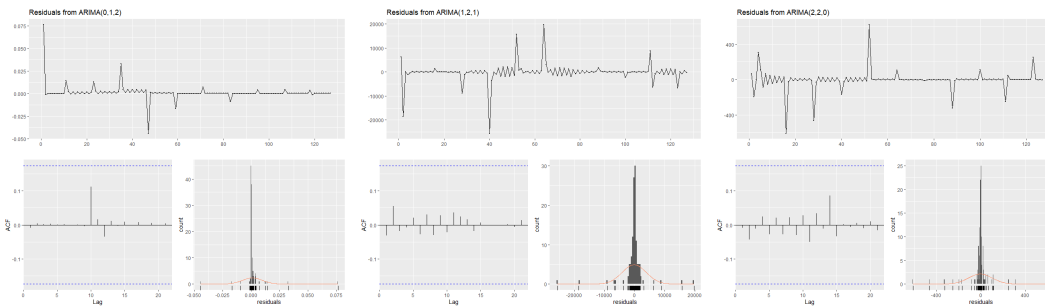 Residuals from ARIMA(0,1,2)
0.075
0.050
0.025
0.000
-0.025
-0.050
0 20 40 60 80 100 120
ACF
0.1
0.0
-0.1
0 5 10 15 20
Lag
count
40
30
20
10
0
-0.050 -0.025 0.000 0.025 0.050 0.075
residuals
Residuals from ARIMA(1,2,1)
20000
10000
0
-10000
-20000
0 20 40 60 80 100 120
ACF
0.1
0.0
-0.1
0 5 10 15 20
Lag
count
30
20
10
0
-20000 -10000 0 10000 20000
residuals
Residuals from ARIMA(2,2,0)
400
0
-400
0 20 40 60 80 100 120
ACF
0.1
0.0
-0.1
0 5 10 15 20
Lag
count
25
20
15
10
5
0
-400 0 400
residuals